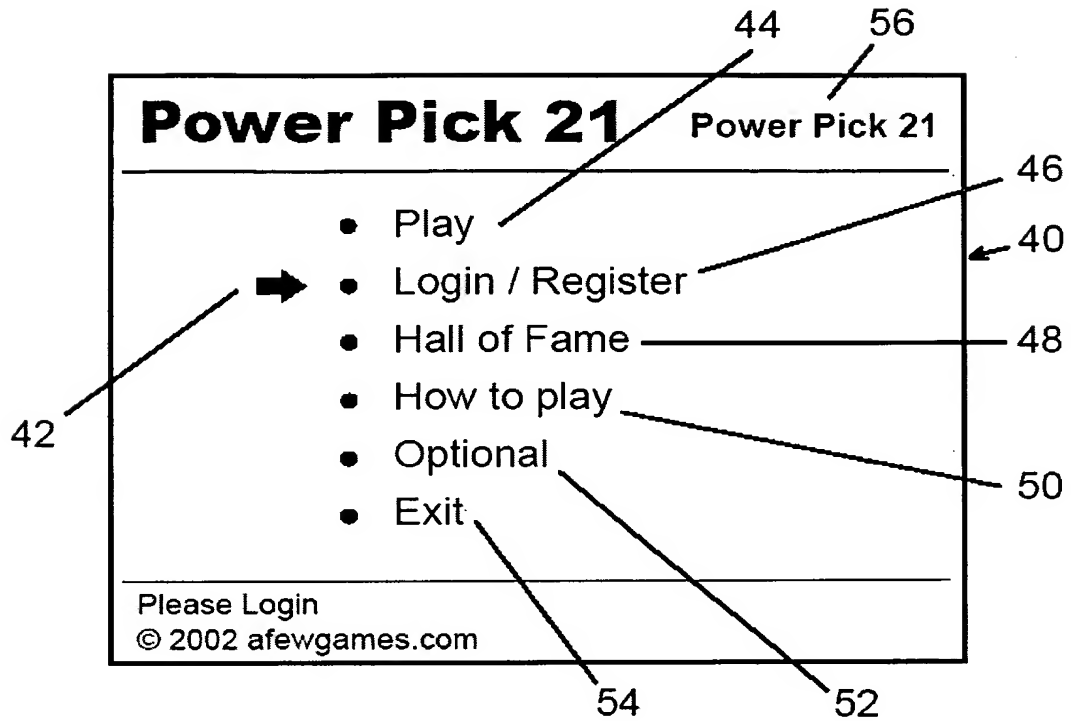 44 56
Power Pick 21 Power Pick 21
46
• Play
40
• Login / Register
• Hall of Fame 48
• How to play
42
• Optional
50
• Exit
Please Login
© 2002 afewgames.com
54 52